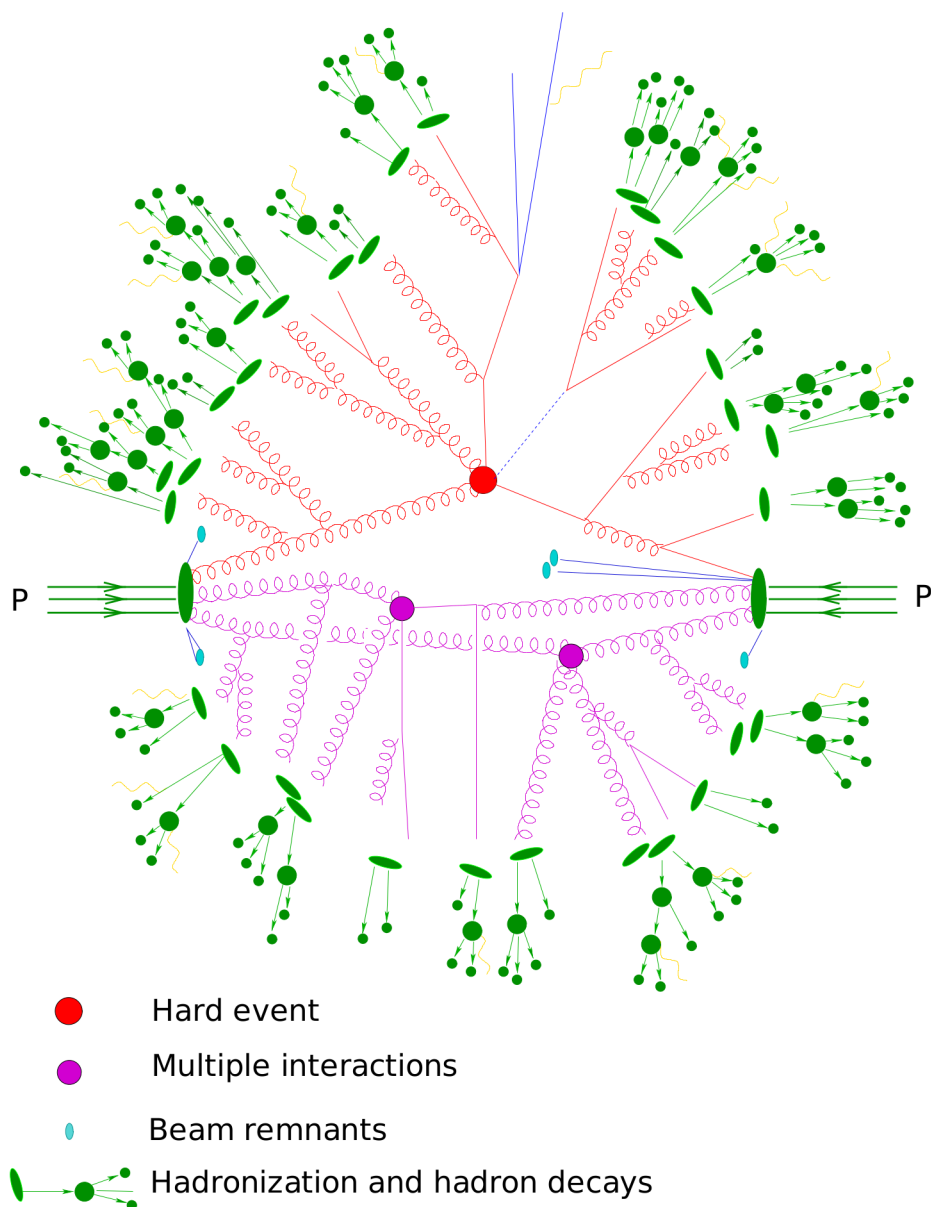 P
P
Hard event
Multiple interactions
Beam remnants
Hadronization and hadron decays